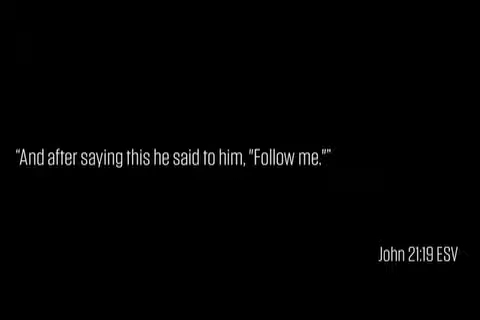 “And after saying this he said to him, "Follow me."”
John 21:19 ESV